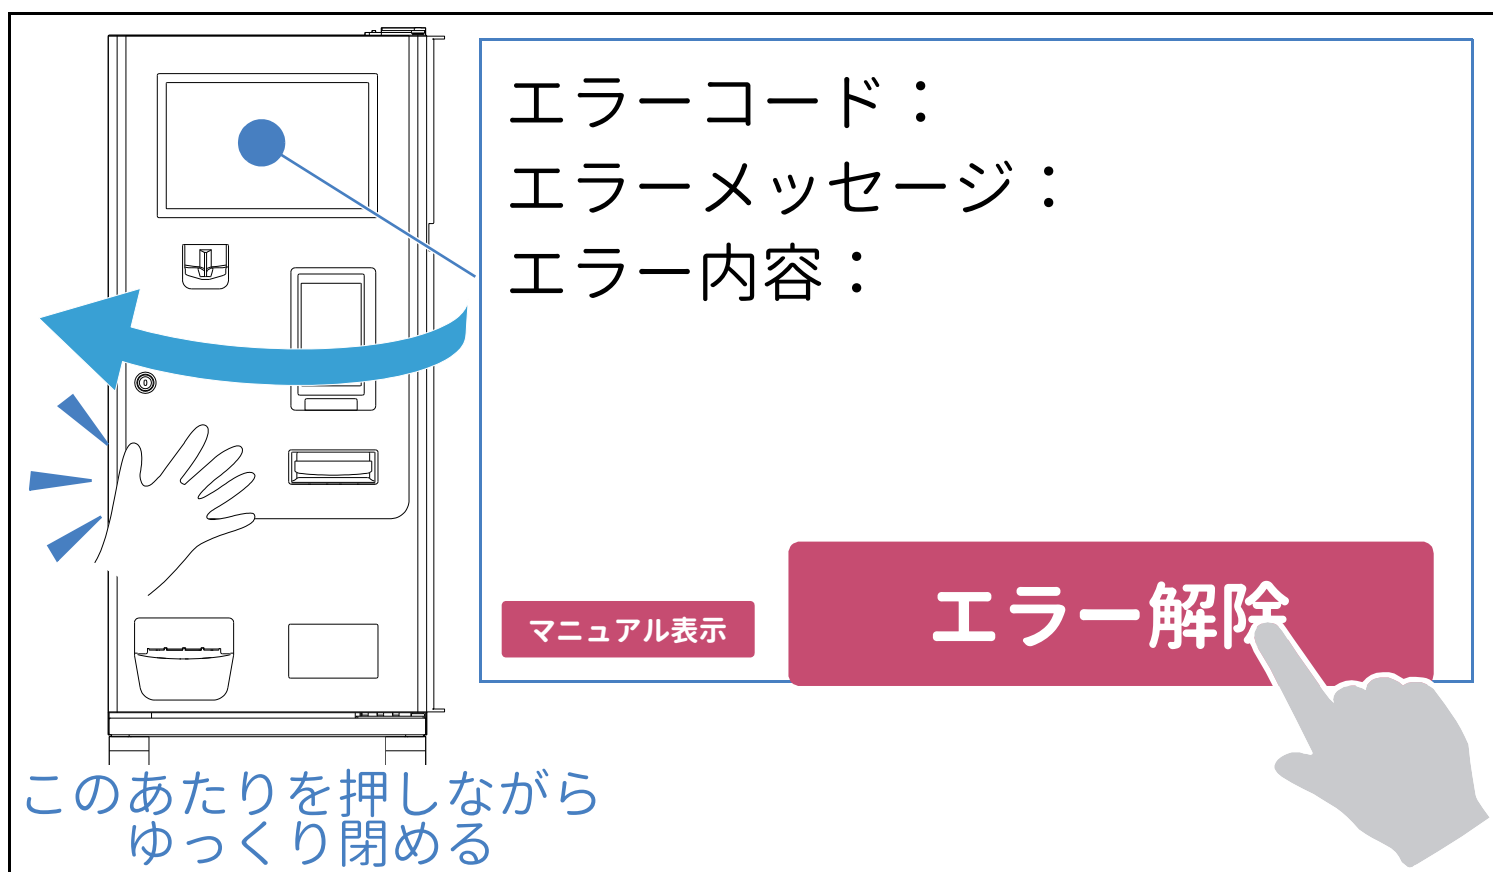 エラーコード：
エラーメッセージ：
エラー内容：
マニュアル表示
エラー解除
このあたりを押しながら
ゆっくり閉める